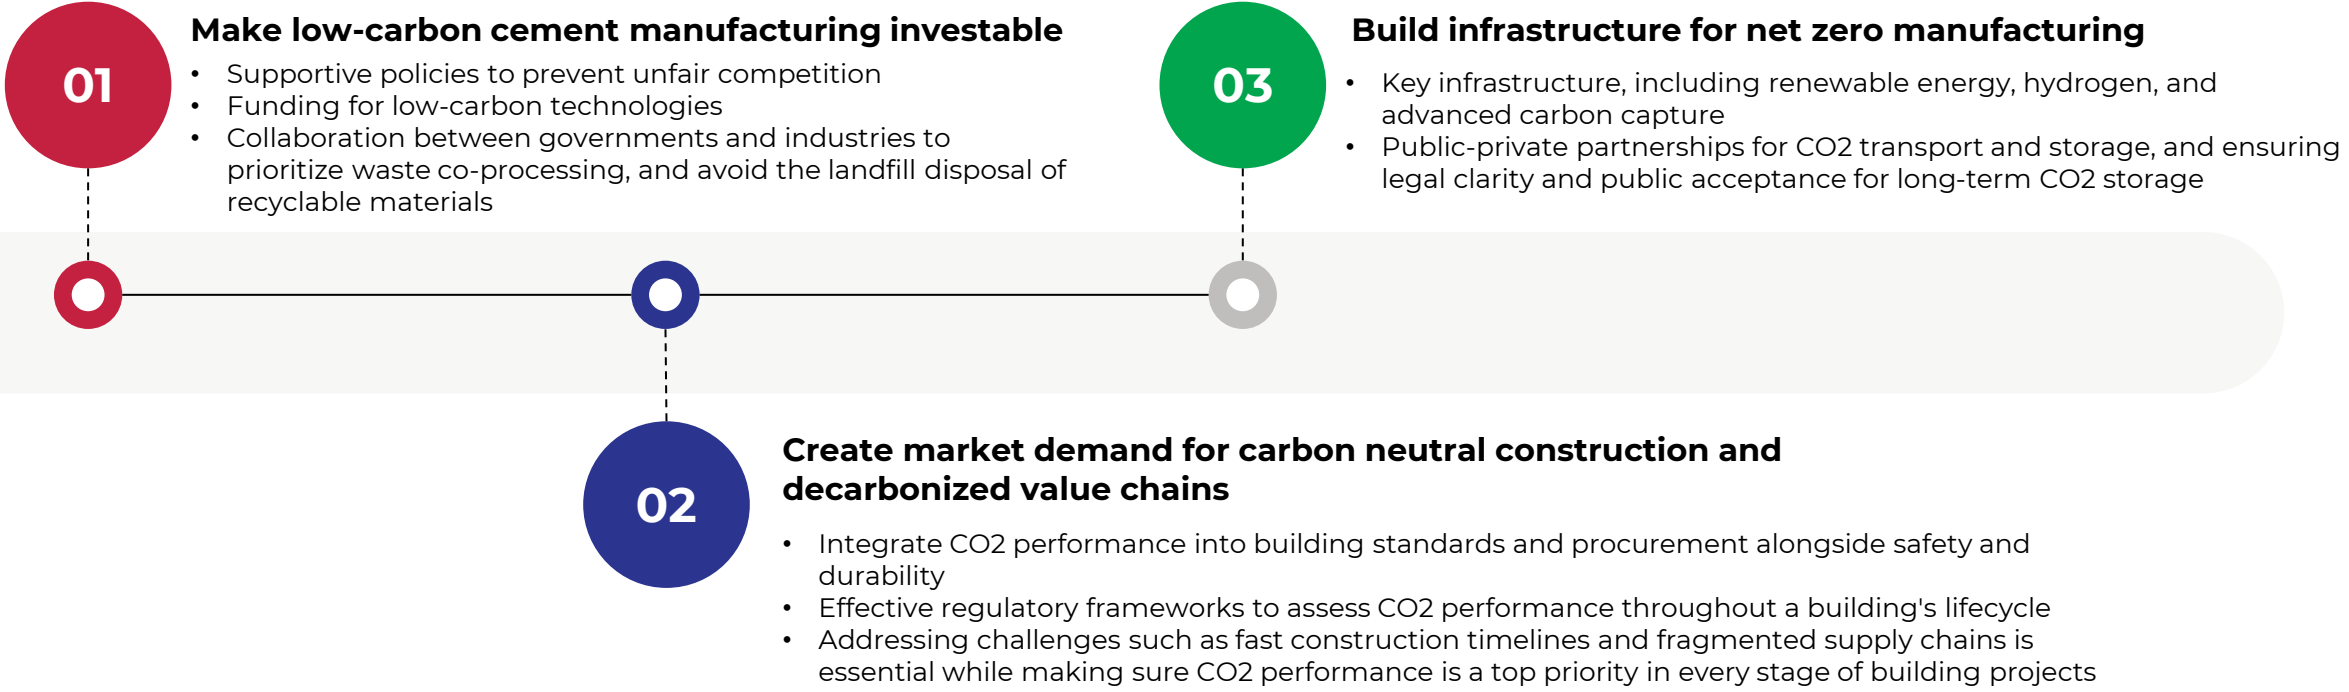 01
Make low-carbon cement manufacturing investable
• Supportive policies to prevent unfair competition
• Funding for low-carbon technologies
• Collaboration between governments and industries to
prioritize waste co-processing, and avoid the landfill disposal of
recyclable materials
02
Create market demand for carbon neutral construction and
decarbonized value chains
• Integrate CO2 performance into building standards and procurement alongside safety and
durability
• Effective regulatory frameworks to assess CO2 performance throughout a building's lifecycle
• Addressing challenges such as fast construction timelines and fragmented supply chains is
essential while making sure CO2 performance is a top priority in every stage of building projects
03
Build infrastructure for net zero manufacturing
• Key infrastructure, including renewable energy, hydrogen, and
advanced carbon capture
• Public-private partnerships for CO2 transport and storage, and ensuring
legal clarity and public acceptance for long-term CO2 storage